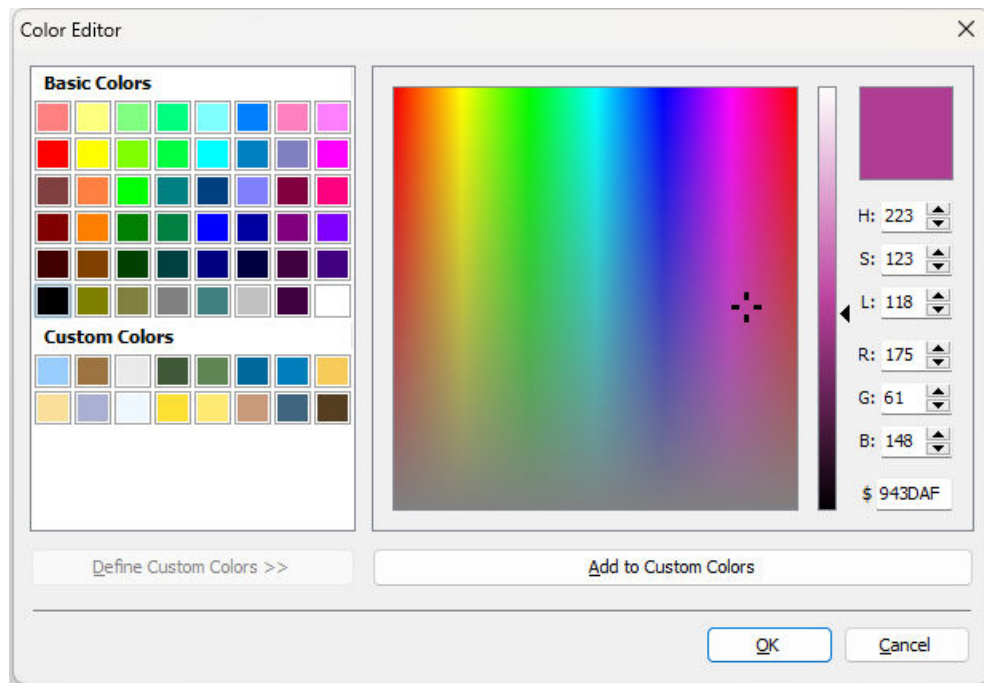 Color Editor
Basic Colors
Custom Colors
H: 223
S: 123
L: 118
R: 175
G: 61
B: 148
$ 943DAF
Define Custom Colors >>
Add to Custom Colors
OK
Cancel